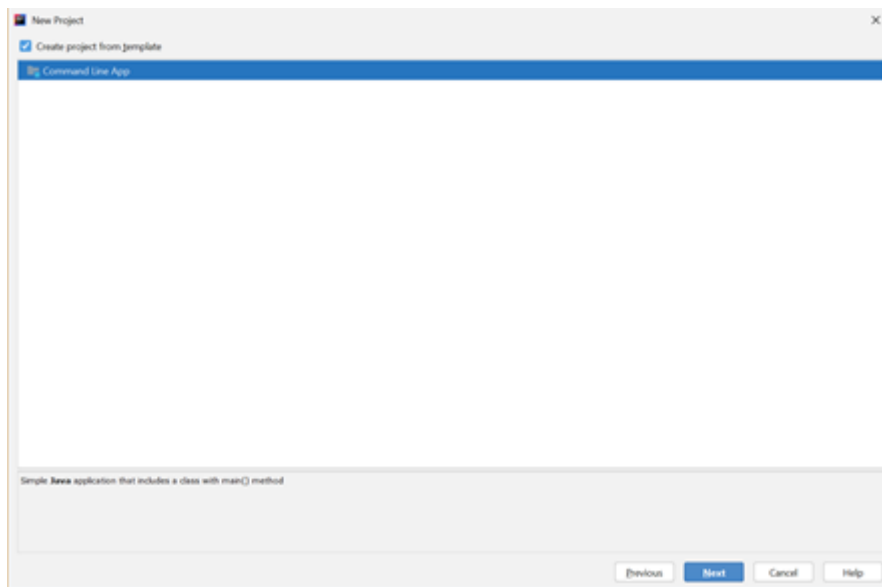 New Project
Create project from template
Command Line App
Simple Java application that includes a class with main() method
Previous Next Cancel Help